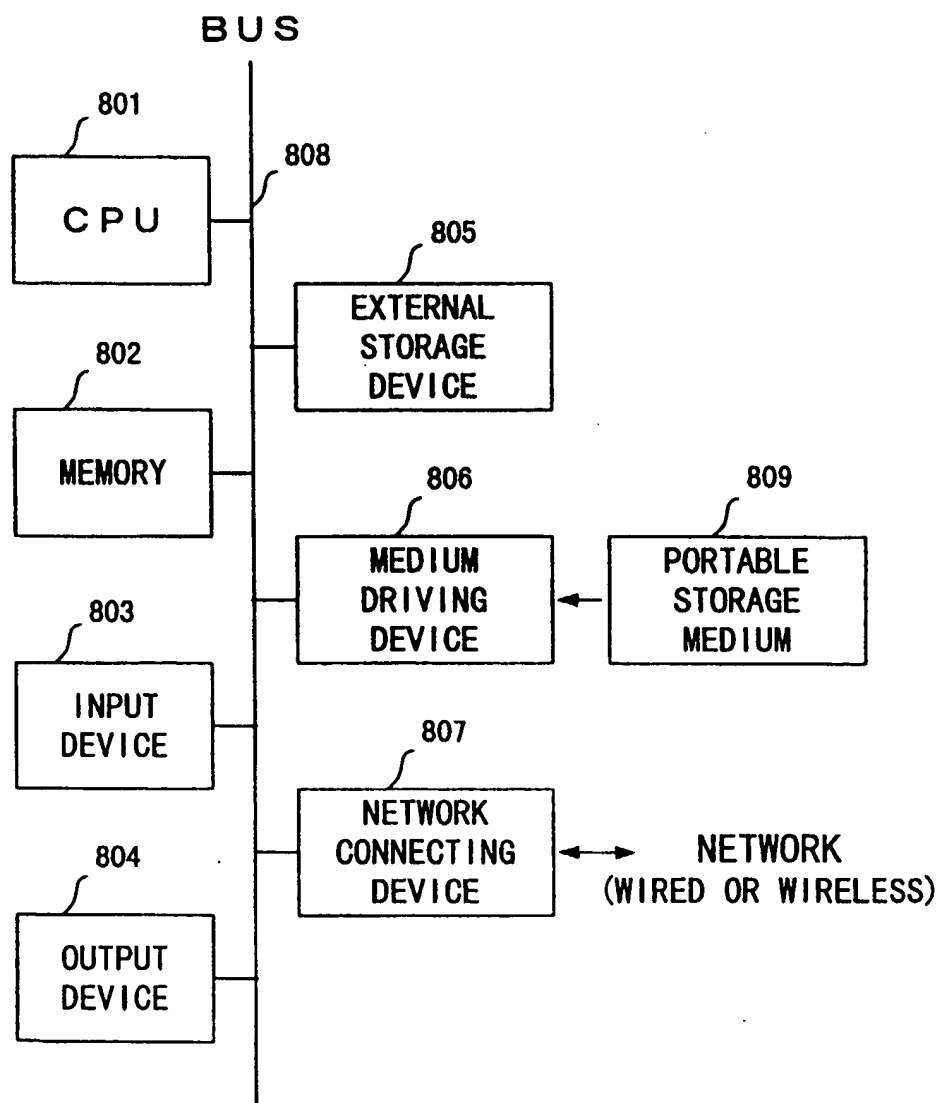 BUS
801
CPU
808
805
EXTERNAL
STORAGE
DEVICE
802
MEMORY
806
MEDIUM
DRIVING
DEVICE
809
PORTABLE
STORAGE
MEDIUM
803
INPUT
DEVICE
807
NETWORK
CONNECTING
DEVICE
NETWORK
(WIRED OR WIRELESS)
804
OUTPUT
DEVICE